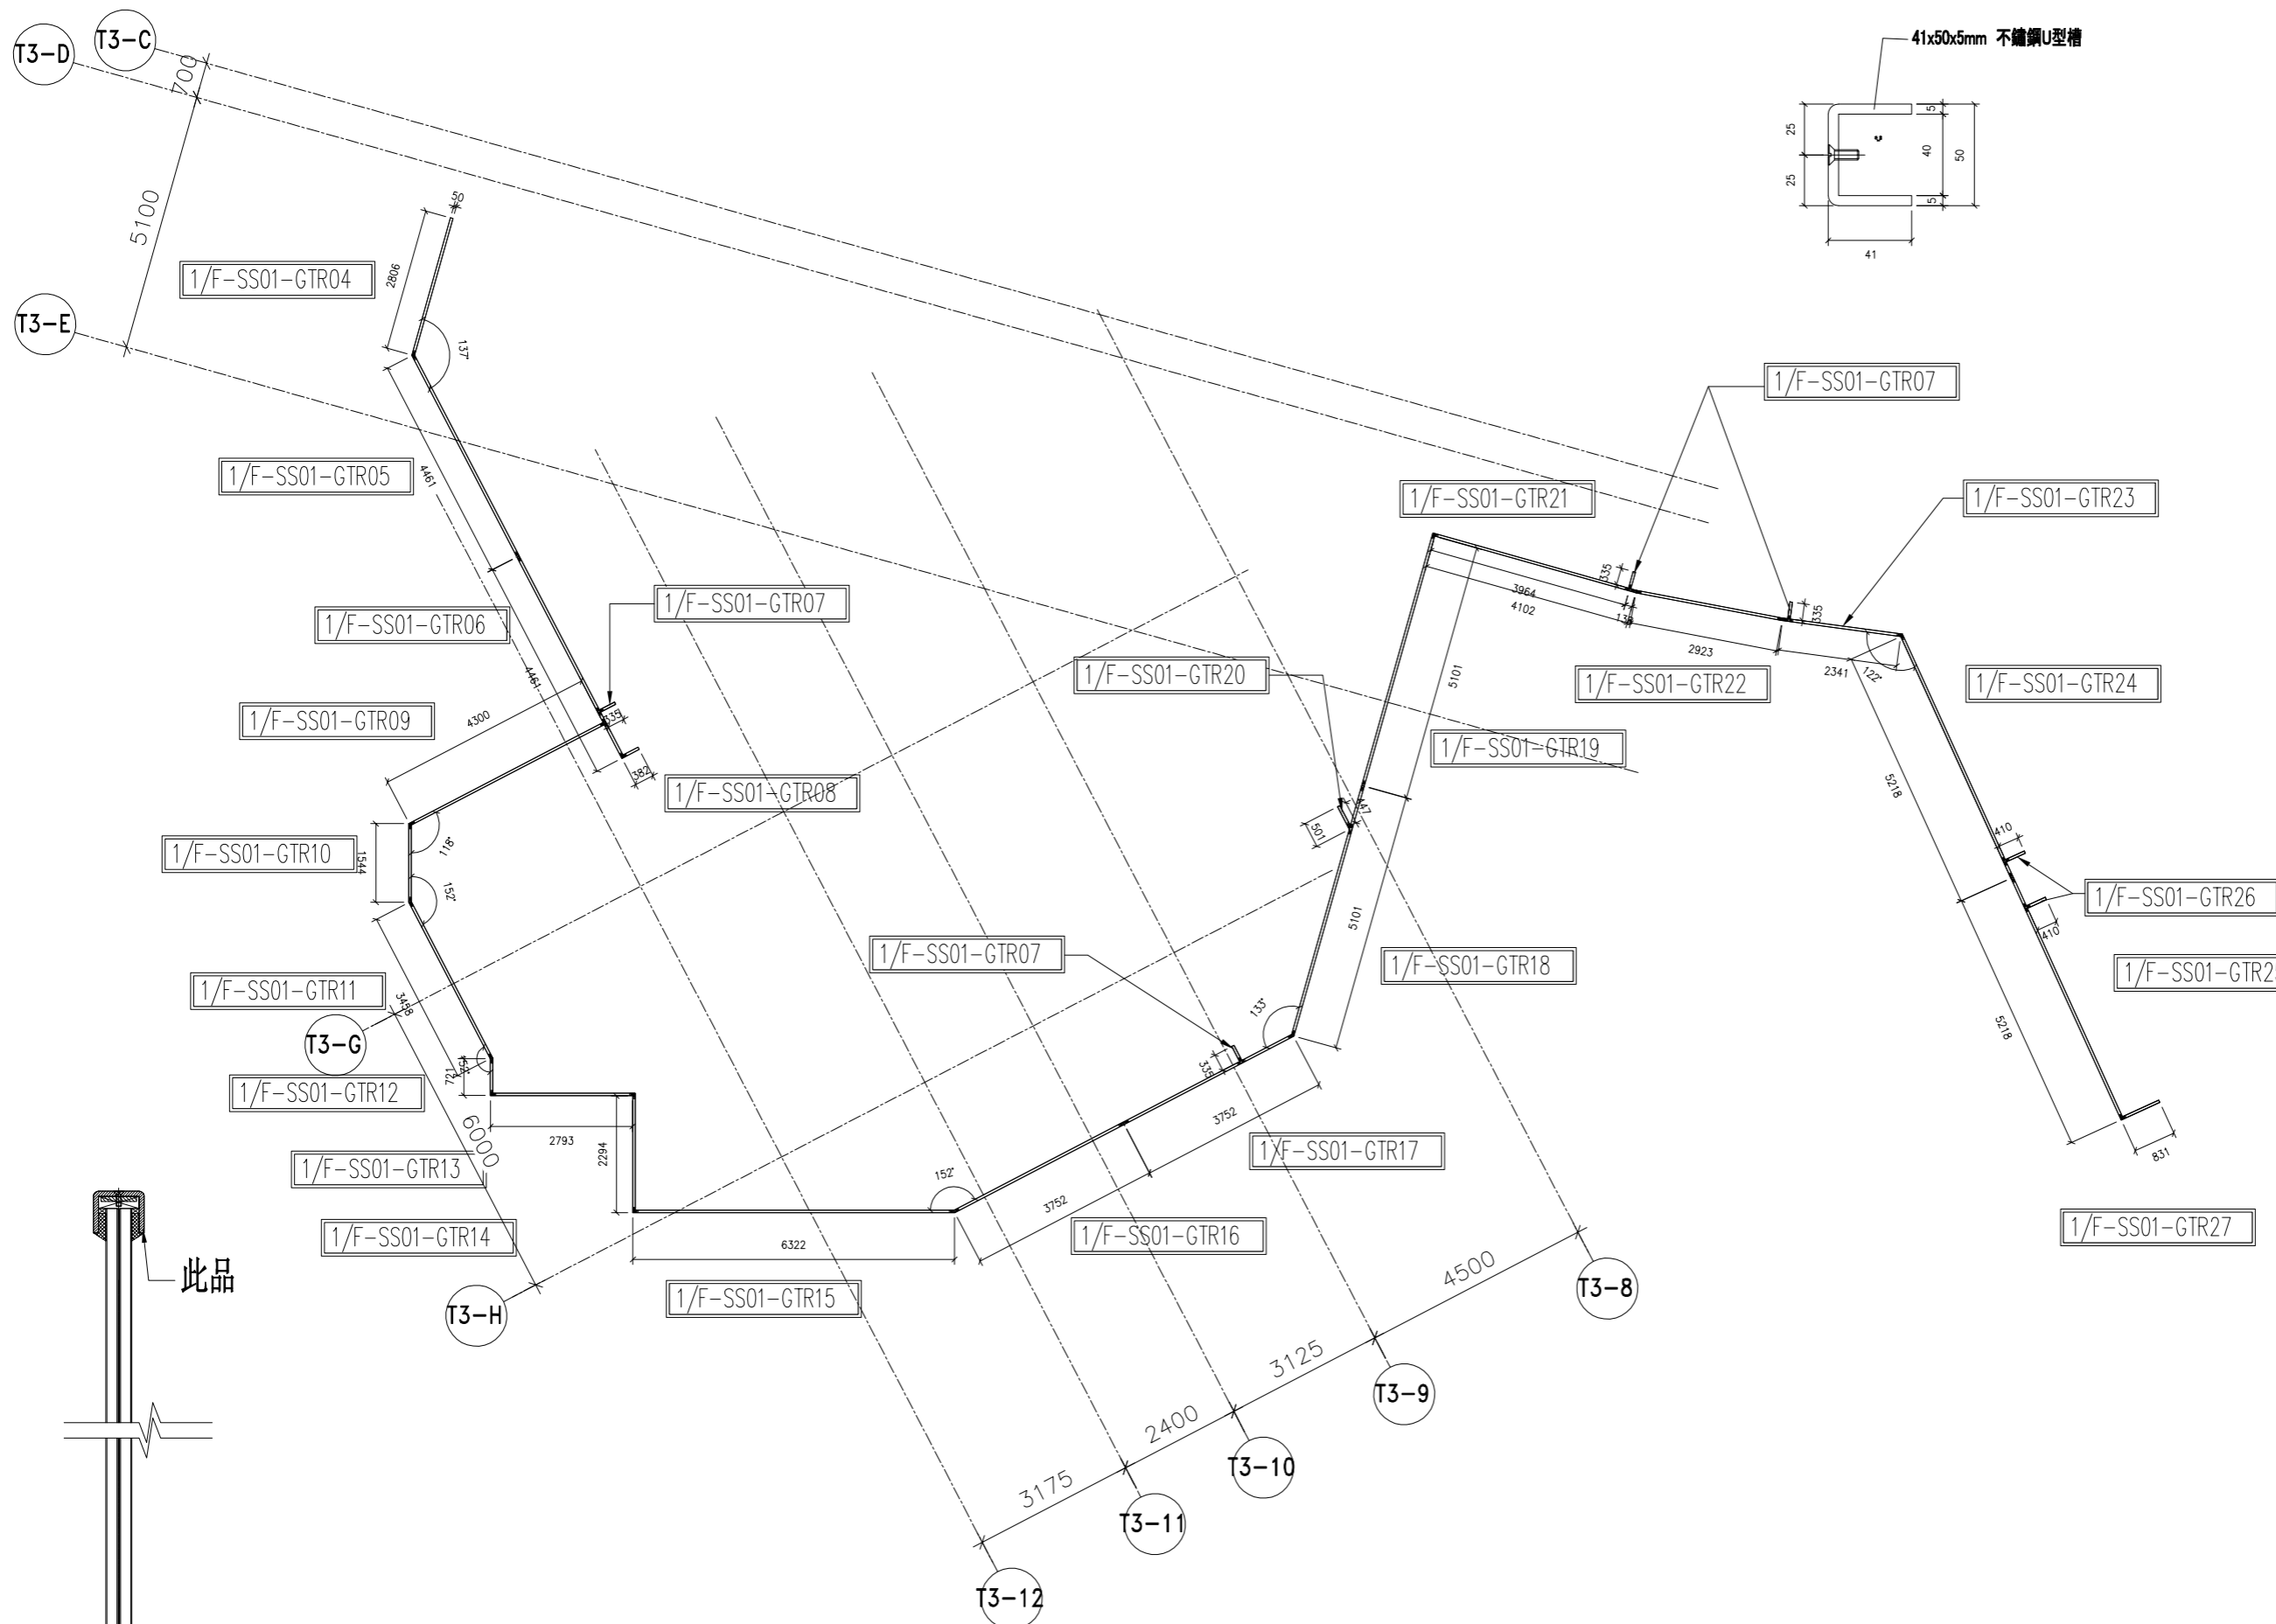 T3-C
T3-D
700
5100
T3-E
41x50x5mm 不鏽鋼U型槽
25
25
5
40
5
50
41
50
2806
1/F-SS01-GTR04
137°
1/F-SS01-GTR05
4461
1/F-SS01-GTR06
4461
1/F-SS01-GTR07
335
1/F-SS01-GTR09
4300
382
1/F-SS01-GTR08
1/F-SS01-GTR10
1544
118°
152°
1/F-SS01-GTR11
3458
T3-G
1/F-SS01-GTR12
721
152°
6000
2793
1/F-SS01-GTR13
2294
1/F-SS01-GTR14
T3-H
6322
1/F-SS01-GTR15
152°
3752
1/F-SS01-GTR16
3752
1/F-SS01-GTR17
335
1/F-SS01-GTR07
133°
5101
1/F-SS01-GTR18
501
447
1/F-SS01-GTR20
5101
1/F-SS01-GTR19
1/F-SS01-GTR21
3964
4102
335
1/F-SS01-GTR07
2923
1/F-SS01-GTR22
335
1/F-SS01-GTR23
2341
122°
1/F-SS01-GTR24
5218
410
1/F-SS01-GTR26
410
5218
831
1/F-SS01-GTR27
此品
3175
2400
3125
4500
T3-8
T3-9
T3-10
T3-11
T3-12